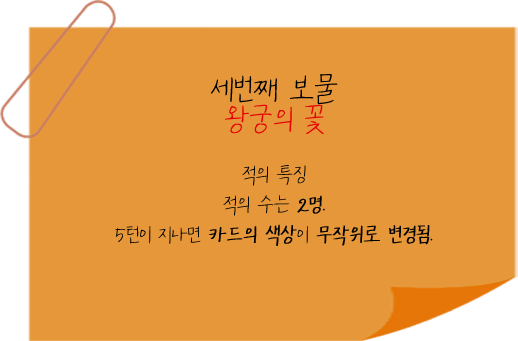 세번째 보물
왕궁의 꽃
적의 특징
적의 수는 2명.
5턴이 지나면 카드의 색상이 무작위로 변경됨.